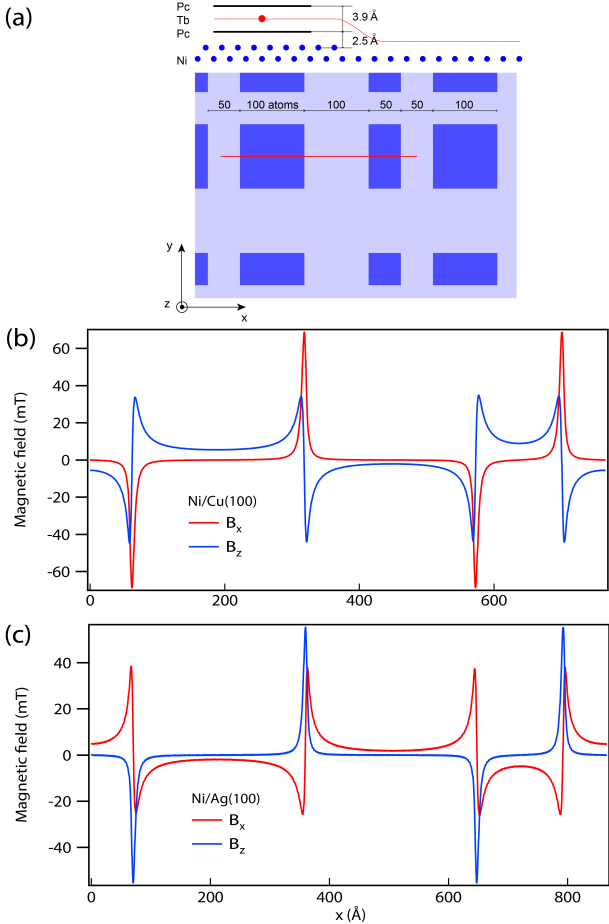 (a)
Pc
Tb
Pc
3.9 Å
2.5 Å
Ni
50 100 atoms 100 50 50 100
y
z
x
(b)
Magnetic field (mT)
60
40
20
0
-20
-40
-60
Ni/Cu(100)
Bx
Bz
0 200 400 600
(c)
Magnetic field (mT)
40
20
0
-20
-40
Ni/Ag(100)
Bx
Bz
0 200 400 600 800
x (Å)